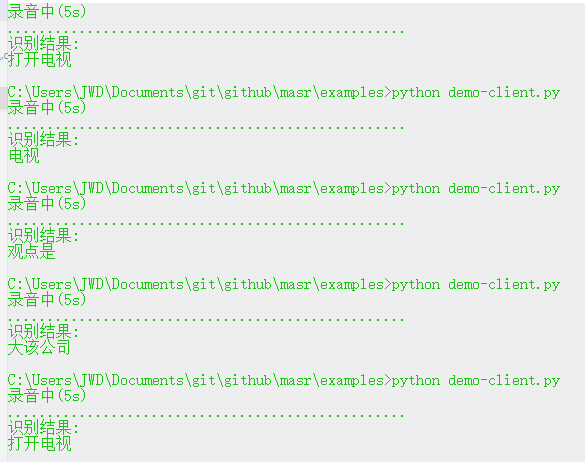 录音中(5s)
..................................................
识别结果:
打开电视
C:\Users\JWD\Documents\git\github\masr\examples>python demo-client.py
录音中(5s)
..................................................
识别结果:
电视
C:\Users\JWD\Documents\git\github\masr\examples>python demo-client.py
录音中(5s)
..................................................
识别结果:
观点是
C:\Users\JWD\Documents\git\github\masr\examples>python demo-client.py
录音中(5s)
..................................................
识别结果:
大该公司
C:\Users\JWD\Documents\git\github\masr\examples>python demo-client.py
录音中(5s)
..................................................
识别结果:
打开电视